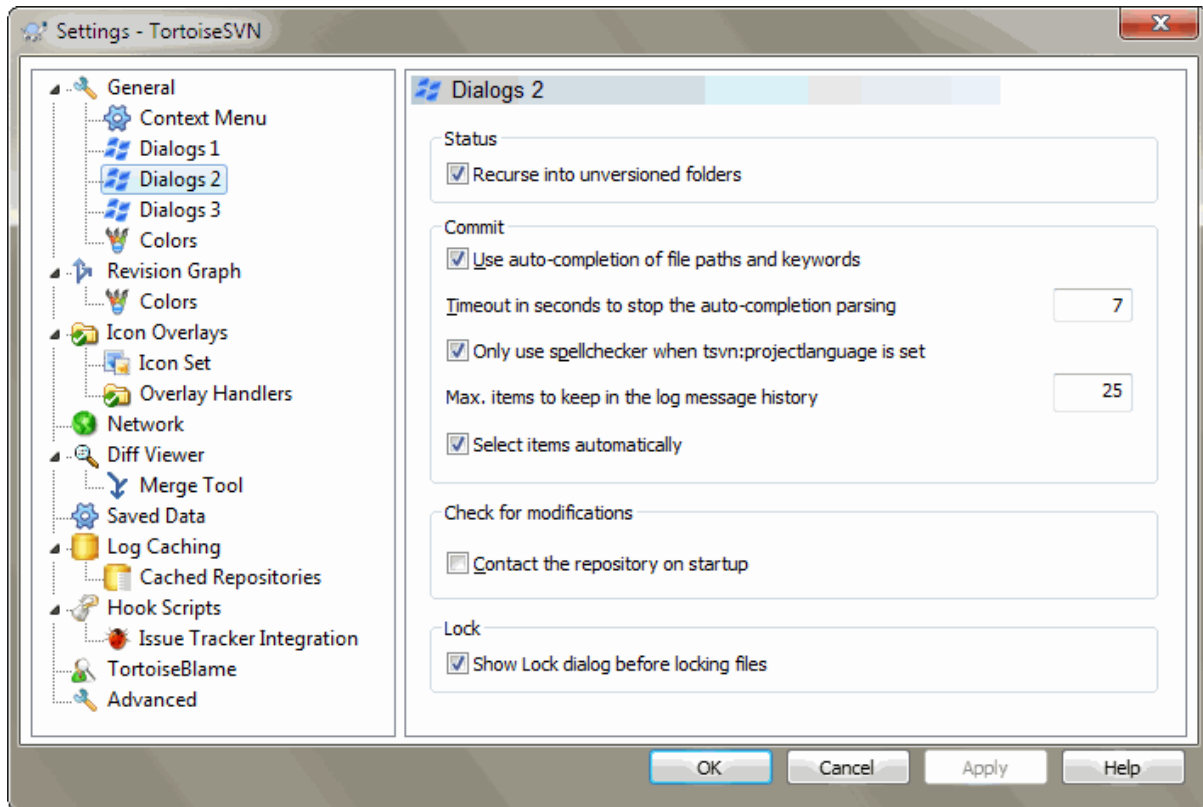 Settings - TortoiseSVN
General
Context Menu
Dialogs 1
Dialogs 2
Dialogs 3
Colors
Revision Graph
Colors
Icon Overlays
Icon Set
Overlay Handlers
Network
Diff Viewer
Merge Tool
Saved Data
Log Caching
Cached Repositories
Hook Scripts
Issue Tracker Integration
TortoiseBlame
Advanced
Dialogs 2
Status
Recurse into unversioned folders
Commit
Use auto-completion of file paths and keywords
Timeout in seconds to stop the auto-completion parsing 7
Only use spellchecker when tsvn:projectlanguage is set
Max. items to keep in the log message history 25
Select items automatically
Check for modifications
Contact the repository on startup
Lock
Show Lock dialog before locking files
OK Cancel Apply Help